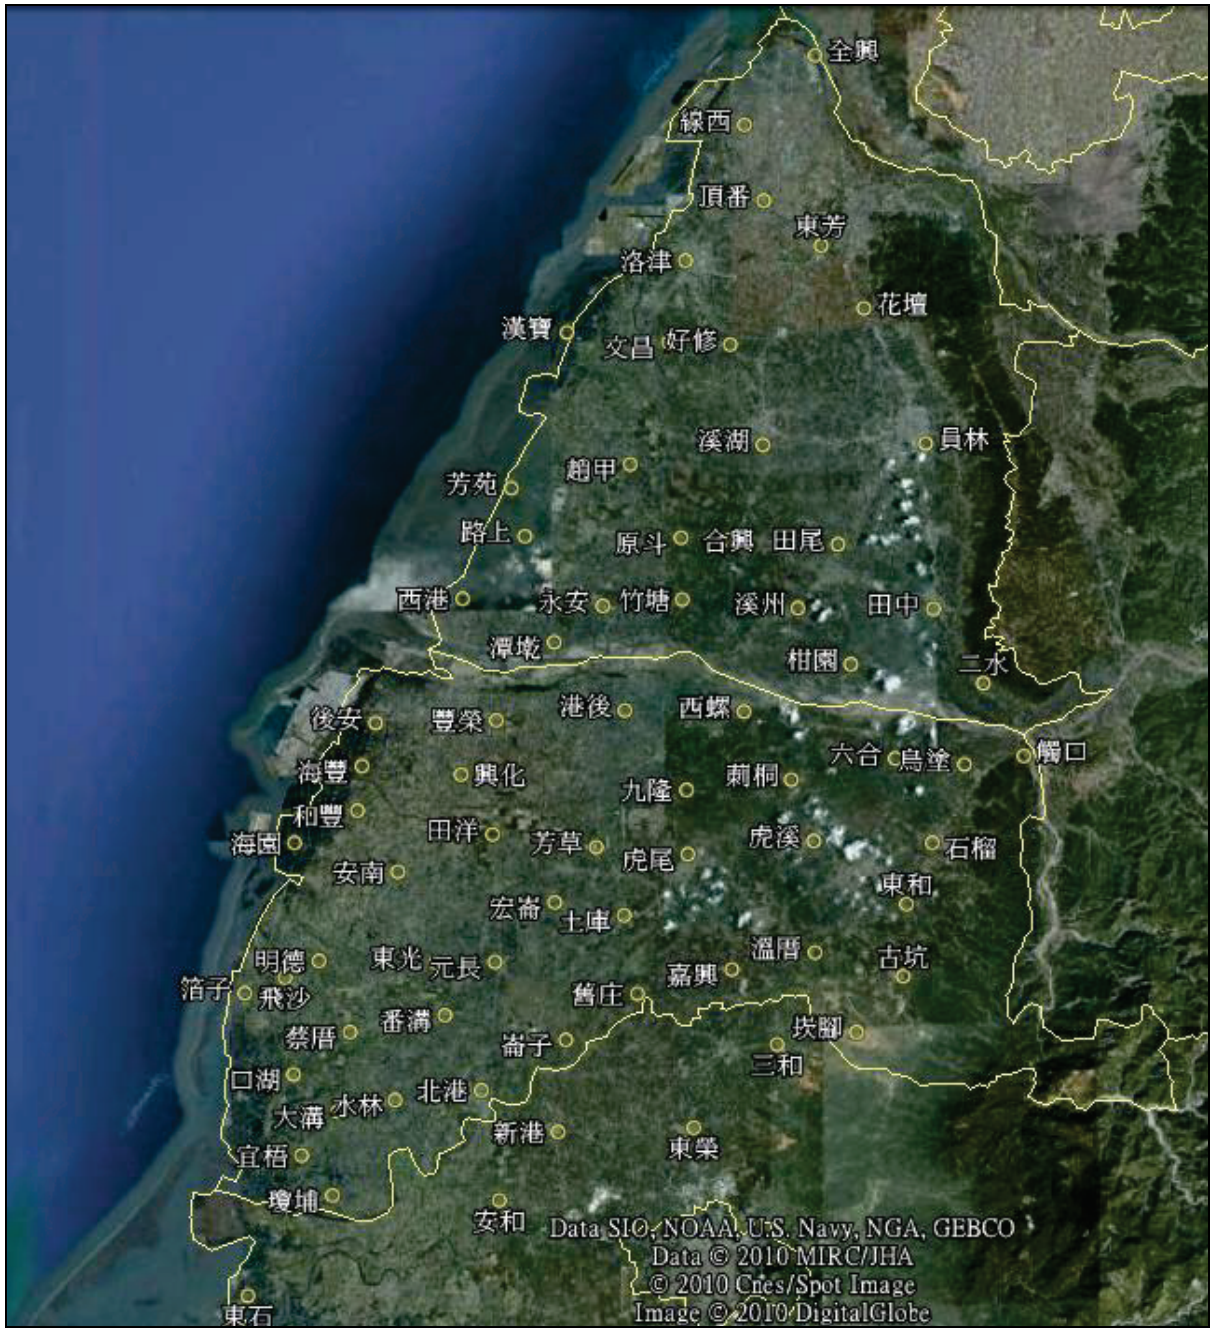 全興
線西
頂番
東芳
洛津
花壇
漢寶
文昌 好修
溪湖 員林
趙甲
芳苑
路上 原斗 合興 田尾
西港 永安 竹塘 溪州 田中
潭墘 柑園 二水
後安 豐榮 港後 西螺
海豐 興化 九隆 莿桐 六合 烏塗 觸口
和豐
海園 田洋 芳草 虎尾 虎溪 石榴
安南 東和
宏崙 土庫
明德 東光 元長 嘉興 溫厝 古坑
箔子 飛沙 舊庄
蔡厝 番溝 崙子 三和 崁腳
口湖
大溝 水林 北港
新港 東榮
宜梧
瓊埔 安和
Data SIO, NOAA, U.S. Navy, NGA, GEBCO
Data © 2010 MIRC/JHA
© 2010 Cnes/Spot Image
Image © 2010 DigitalGlobe
東石